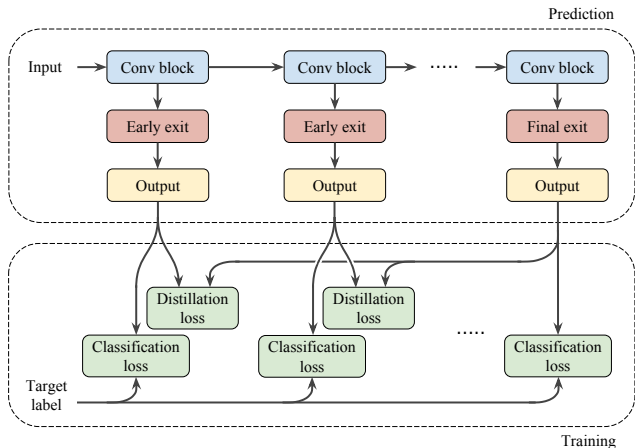 Prediction
Input
Conv block
Conv block
.....
Conv block
Early exit
Early exit
Final exit
Output
Output
Output
Distillation
loss
Distillation
loss
.....
Classification
loss
Classification
loss
Classification
loss
Target
label
Training